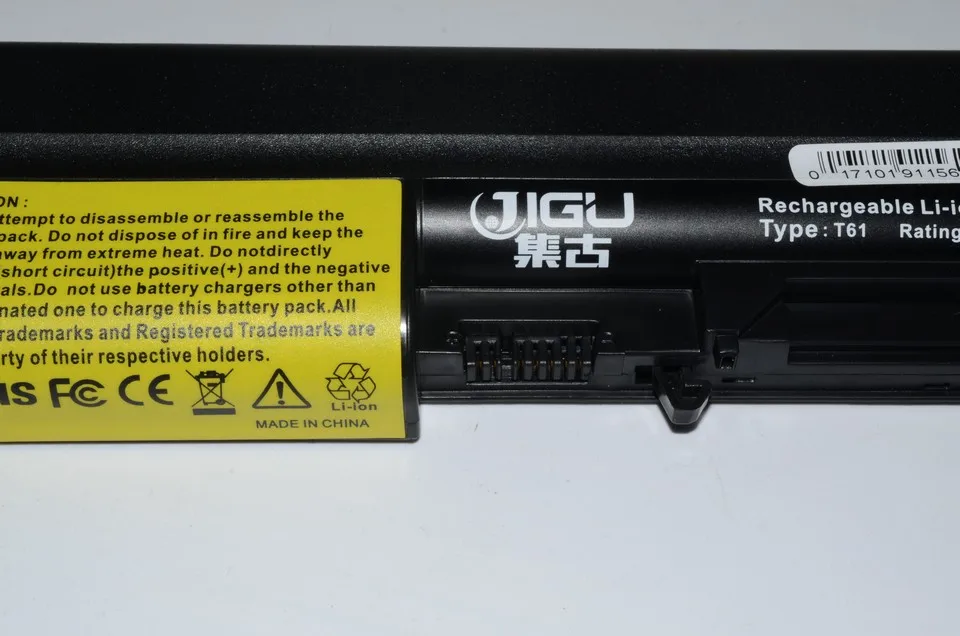 ON :
ttempt to disassemble or reassemble the
pack. Do not dispose of in fire and keep the
away from extreme heat. Do notdirectly
(short circuit)the positive(+) and the negative
als.Do not use battery chargers other than
nated one to charge this battery pack.All
rademarks and Registered Trademarks are
rty of their respective holders.
FC CE
Li-ion
MADE IN CHINA
JIGU
集古
0 17101 91156
Rechargeable Li-io
Type : T61 Rating